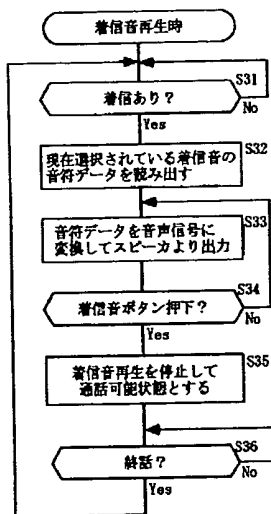 着信音再生時
S31
着信あり？
No
Yes
S32
現在選択されている着信音の
音符データを読み出す
S33
音符データを音声信号に
変換してスピーカより出力
S34
着信音ボタン押下？
No
Yes
S35
着信音再生を停止して
通話可能状態とする
S36
終話？
No
Yes